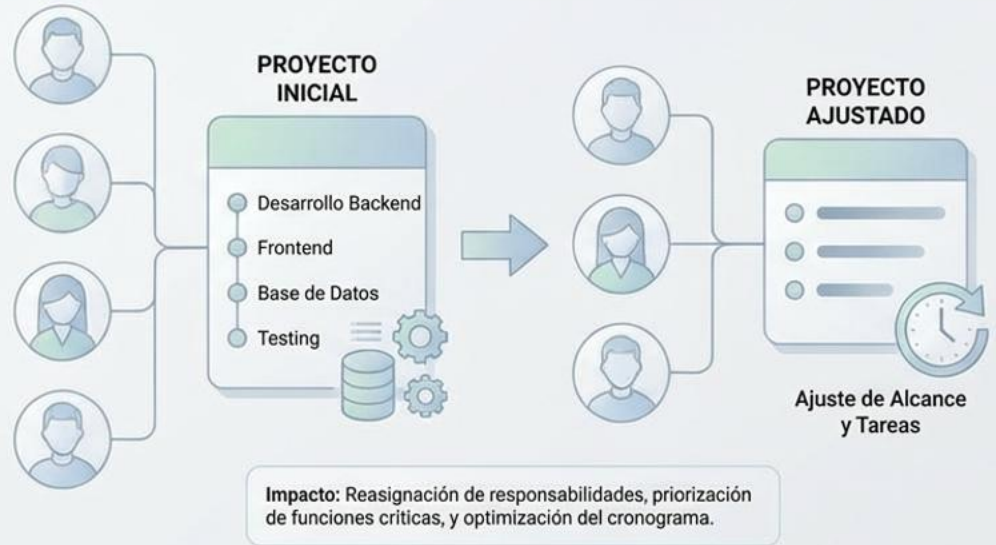 PROYECTO
INICIAL
Desarrollo Backend
Frontend
Base de Datos
Testing
PROYECTO
AJUSTADO
Ajuste de Alcance
y Tareas
Impacto: Reasignación de responsabilidades, priorización
de funciones críticas, y optimización del cronograma.